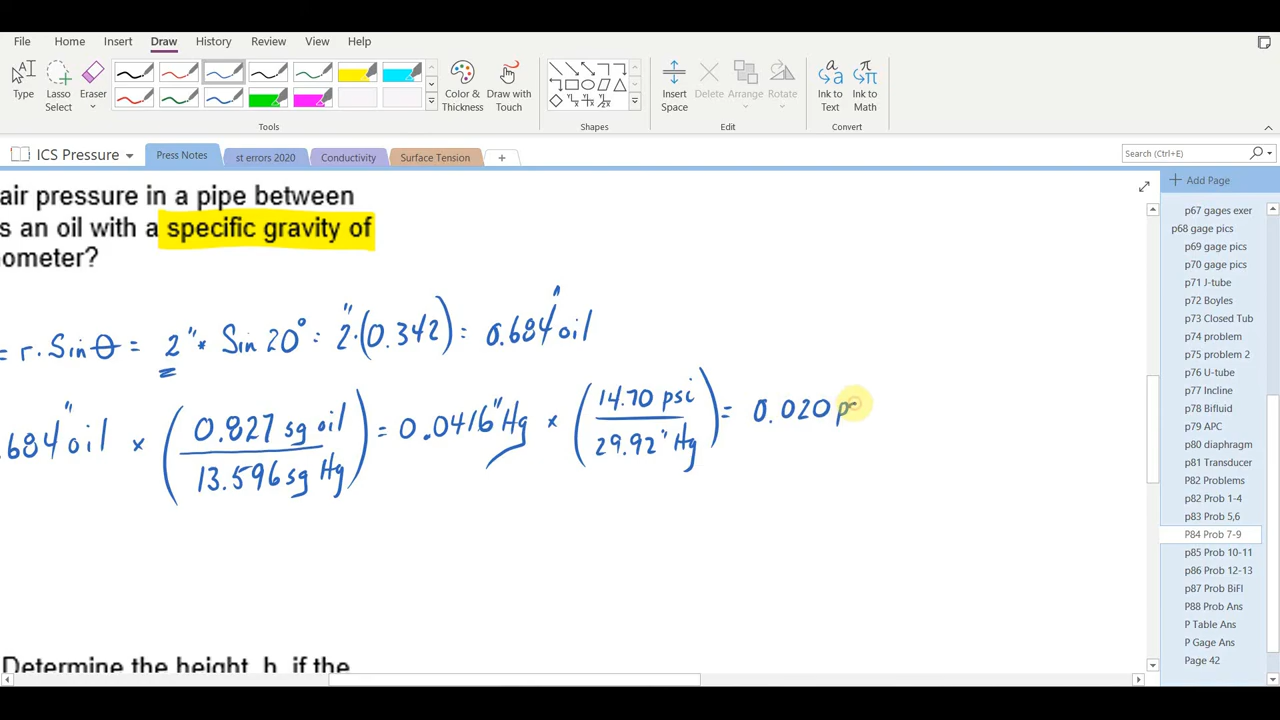 File Home Insert Draw History Review View Help
Type Lasso Select Eraser Color & Thickness Draw with Touch Insert Space Delete Arrange Rotate Ink to Text Ink to Math
Tools Shapes Edit Convert
ICS Pressure Press Notes st errors 2020 Conductivity Surface Tension + Search (Ctrl+E)
+ Add Page
air pressure in a pipe between
s an oil with a specific gravity of
ometer?
= r. Sin θ = 2" * Sin 20° = 2"·(0.342) = 0.684" oil
.684" oil × (0.827 sg oil / 13.596 sg Hg) = 0.0416" Hg × (14.70 psi / 29.92" Hg) = 0.020 p
Determine the height, h, if the
p67 gages exer
p68 gage pics
p69 gage pics
p70 gage pics
p71 J-tube
p72 Boyles
p73 Closed Tub
p74 problem
p75 problem 2
p76 U-tube
p77 Incline
p78 Bifluid
p79 APC
p80 diaphragm
p81 Transducer
P82 Problems
p82 Prob 1-4
p83 Prob 5,6
P84 Prob 7-9
p85 Prob 10-11
p86 Prob 12-13
p87 Prob BiFI
P88 Prob Ans
P Table Ans
P Gage Ans
Page 42